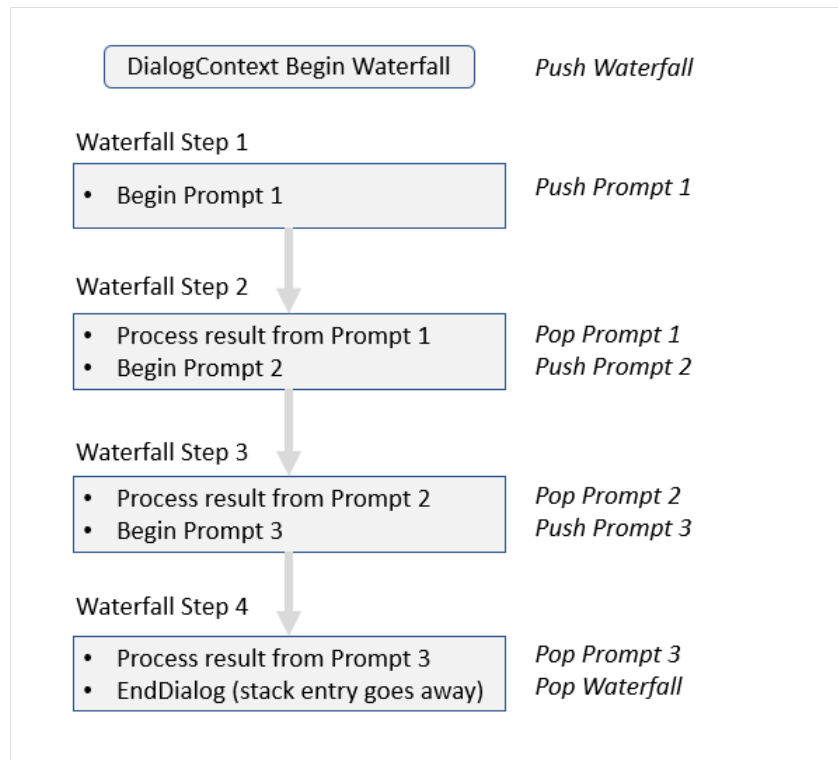 DialogContext Begin Waterfall
Push Waterfall
Waterfall Step 1
• Begin Prompt 1
Push Prompt 1
Waterfall Step 2
• Process result from Prompt 1
Pop Prompt 1
• Begin Prompt 2
Push Prompt 2
Waterfall Step 3
• Process result from Prompt 2
Pop Prompt 2
• Begin Prompt 3
Push Prompt 3
Waterfall Step 4
• Process result from Prompt 3
Pop Prompt 3
• EndDialog (stack entry goes away)
Pop Waterfall